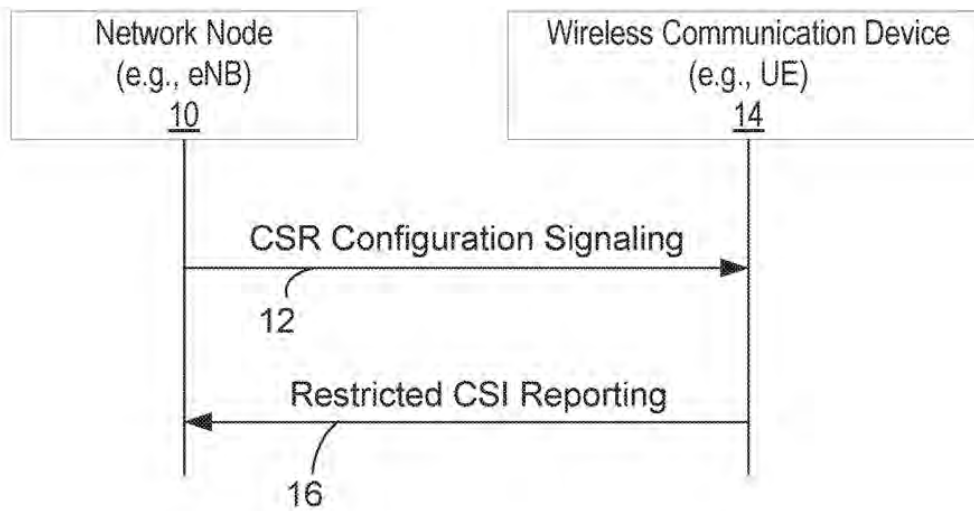 Network Node
(e.g., eNB)
10
Wireless Communication Device
(e.g., UE)
14
CSR Configuration Signaling
12
Restricted CSI Reporting
16